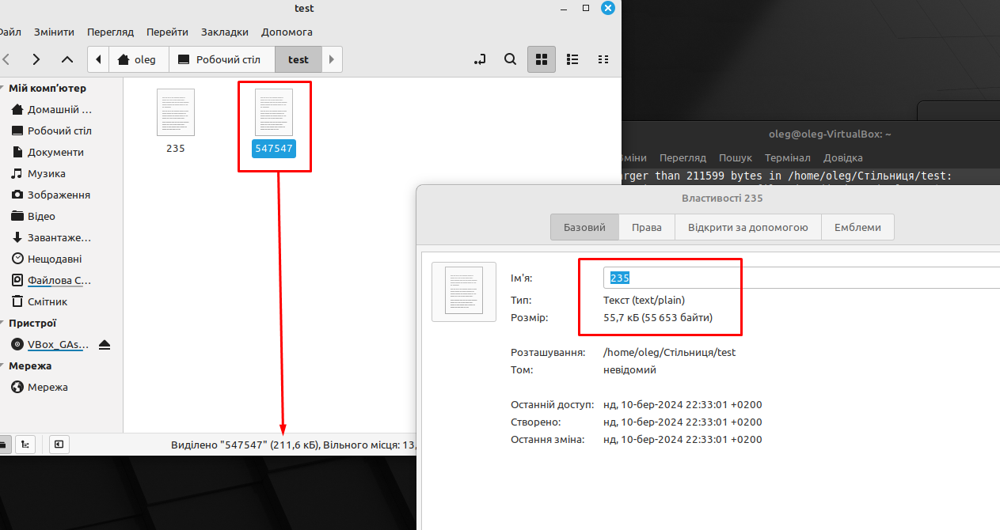 test
Змінити Перегляд Перейти Закладки Допомога
oleg Робочий стіл test
Мій комп’ютер
Домашній ...
Робочий стіл
Документи
Музика
Зображення
Відео
Завантаже...
Нещодавні
Файлова С...
Смітник
Пристрої
VBox_GAs...
Мережа
Мережа
235
547547
Виділено "547547" (211,6 кБ), Вільного місця: 13,
oleg@oleg-VirtualBox: ~
Перегляд Пошук Термінал Довідка
than 211599 bytes in /home/oleg/Стільниця/test:
Властивості 235
Базовий Права Відкрити за допомогою Емблеми
Ім'я: 235
Тип: Текст (text/plain)
Розмір: 55,7 кБ (55 653 байти)
Розташування: /home/oleg/Стільниця/test
Том: невідомий
Останній доступ: нд, 10-бер-2024 22:33:01 +0200
Створено: нд, 10-бер-2024 22:33:01 +0200
Остання зміна: нд, 10-бер-2024 22:33:01 +0200